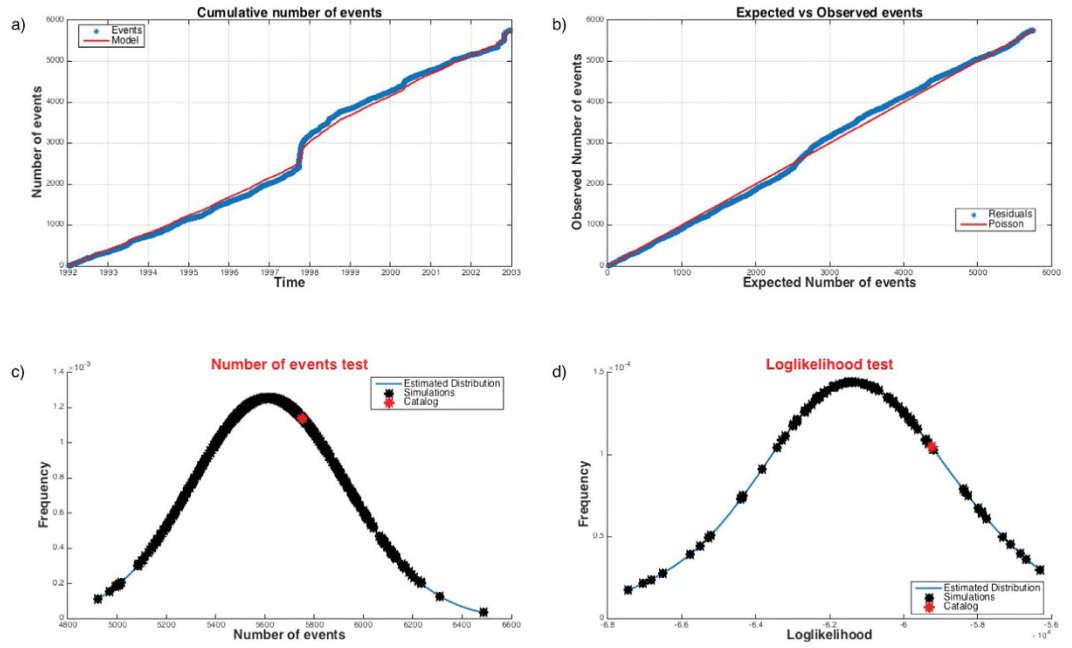 a)
Cumulative number of events
Events
Model
Number of events
6000
5000
4000
3000
2000
1000
0
1992 1993 1994 1995 1996 1997 1998 1999 2000 2001 2002 2003
Time
b)
Expected vs Observed events
Observed Number of events
6000
5000
4000
3000
2000
1000
0
Residuals
Poisson
0 1000 2000 3000 4000 5000 6000
Expected Number of events
c)
Number of events test
×10⁻³
Estimated Distribution
Simulations
Catalog
Frequency
1.4
1.2
1
0.8
0.6
0.4
0.2
0
4800 5000 5200 5400 5600 5800 6000 6200 6400 6600
Number of events
d)
Loglikelihood test
×10⁻⁴
Frequency
1.5
1
0.5
0
Estimated Distribution
Simulations
Catalog
-6.8 -6.6 -6.4 -6.2 -6 -5.8 -5.6
×10⁴
Loglikelihood